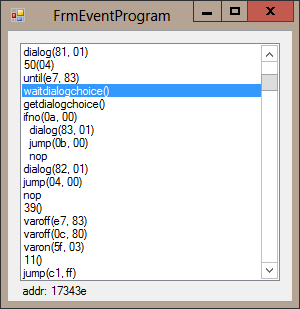 FrmEventProgram
dialog(81, 01)
50(04)
until(e7, 83)
waitdialogchoice()
getdialogchoice()
ifno(0a, 00)
dialog(83, 01)
jump(0b, 00)
nop
dialog(82, 01)
jump(04, 00)
nop
39()
varoff(e7, 83)
varoff(0c, 80)
varon(5f, 03)
11()
jump(c1, ff)
addr: 17343e